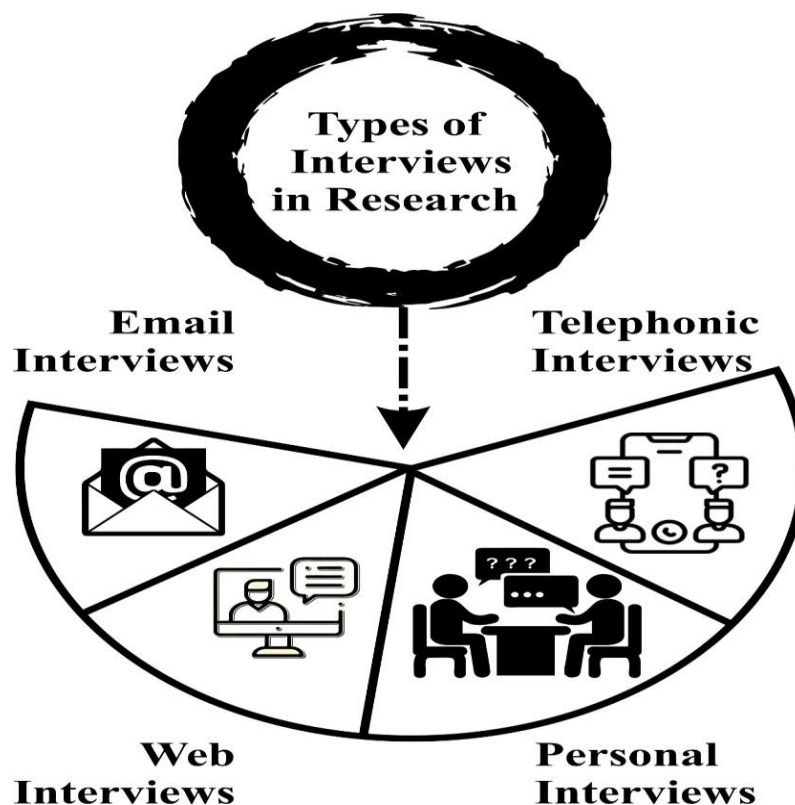 Types of
Interviews
in Research
Email
Interviews
Telephonic
Interviews
@
?
???
...
Web
Interviews
Personal
Interviews